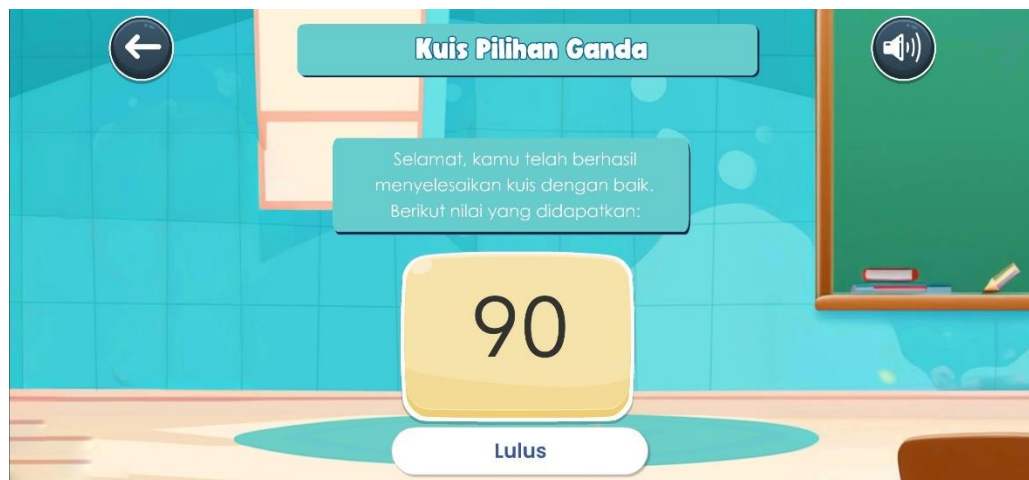 Kuis Pilihan Ganda
Selamat, kamu telah berhasil
menyelesaikan kuis dengan baik.
Berikut nilai yang didapatkan:
90
Lulus